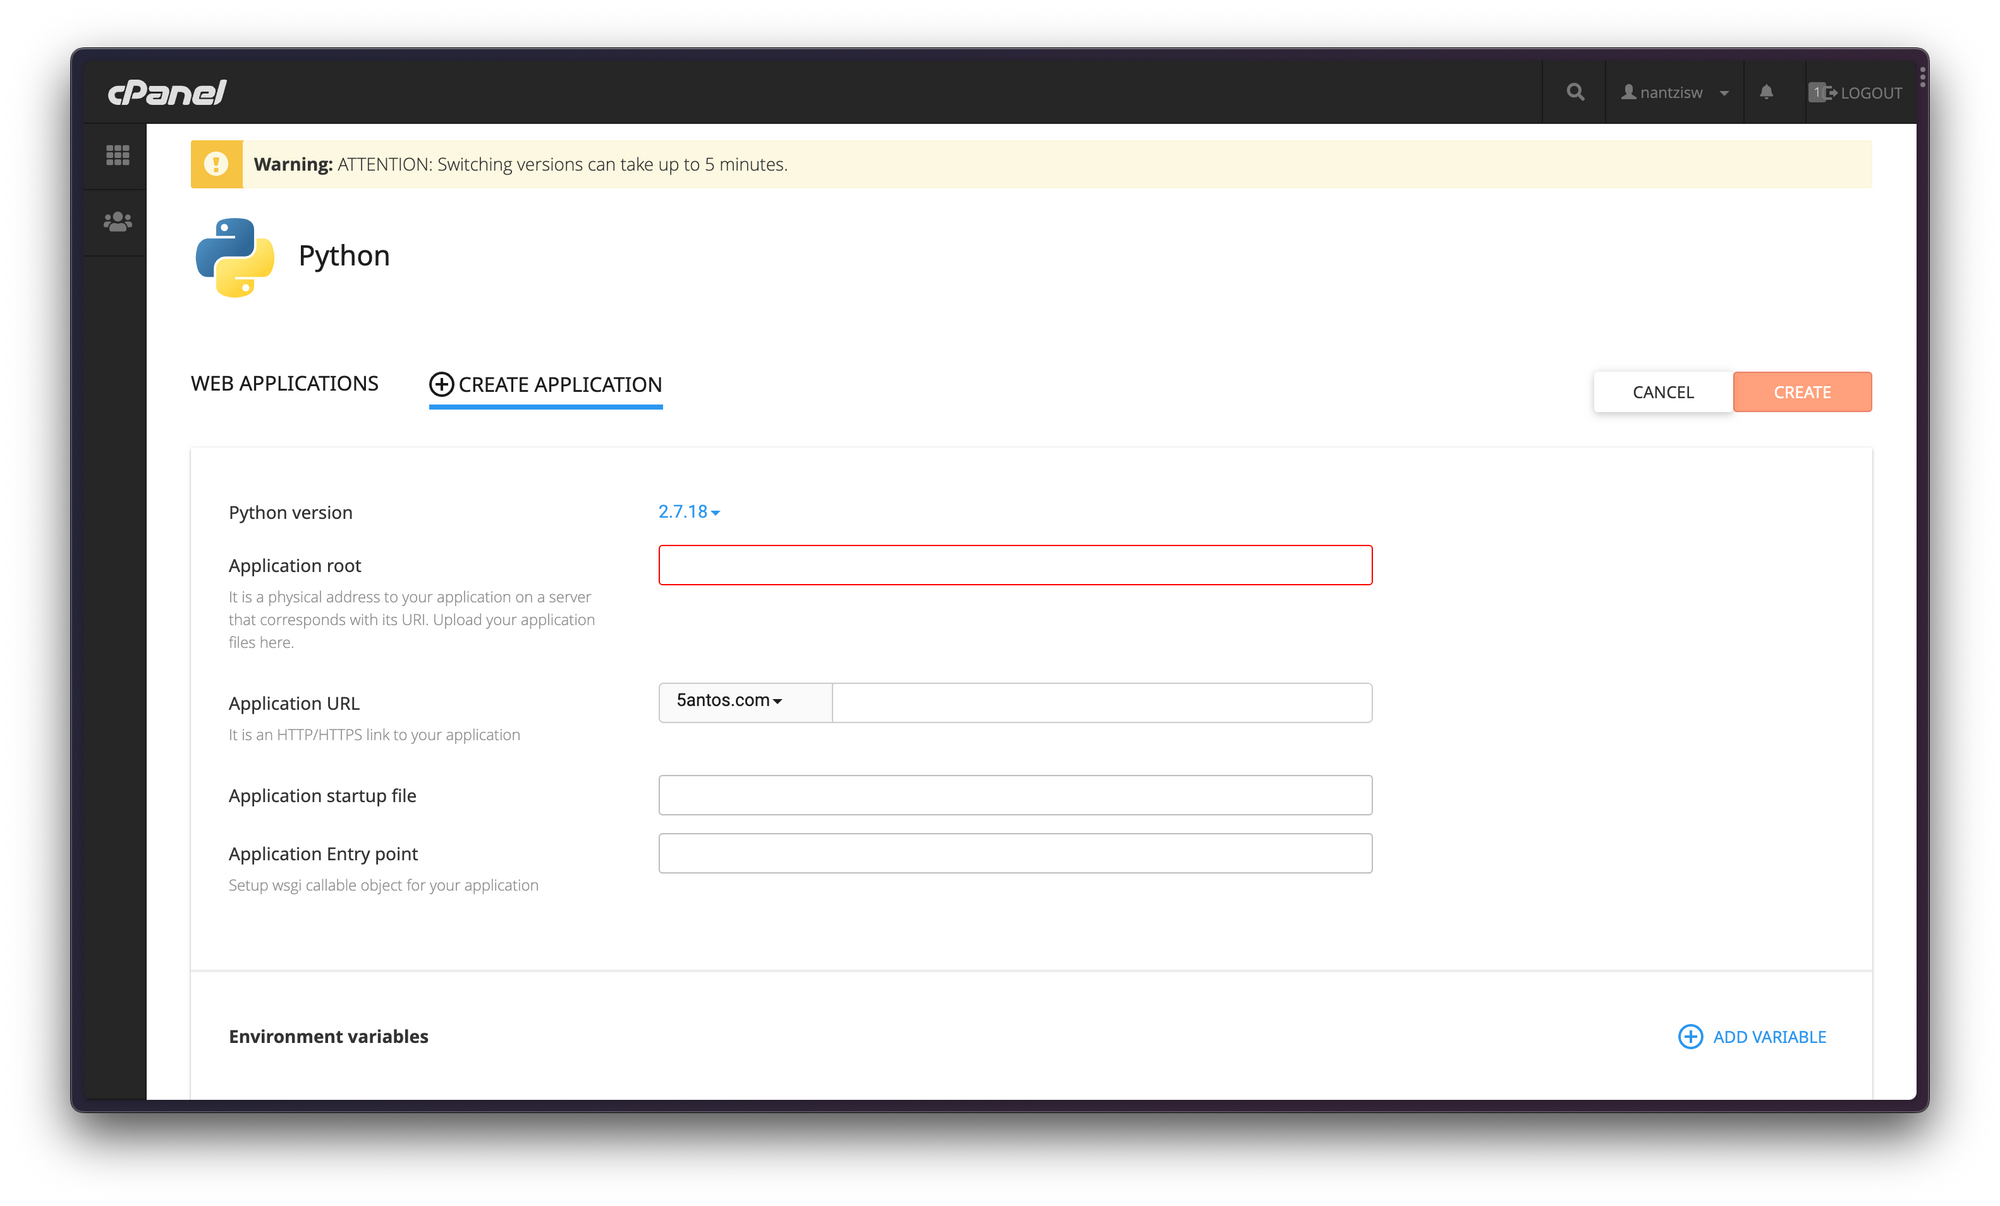 cPanel
nantzisw
1
LOGOUT
Warning: ATTENTION: Switching versions can take up to 5 minutes.
Python
WEB APPLICATIONS
CREATE APPLICATION
CANCEL
CREATE
Python version
2.7.18
Application root
It is a physical address to your application on a server
that corresponds with its URI. Upload your application
files here.
Application URL
5antos.com
It is an HTTP/HTTPS link to your application
Application startup file
Application Entry point
Setup wsgi callable object for your application
Environment variables
ADD VARIABLE